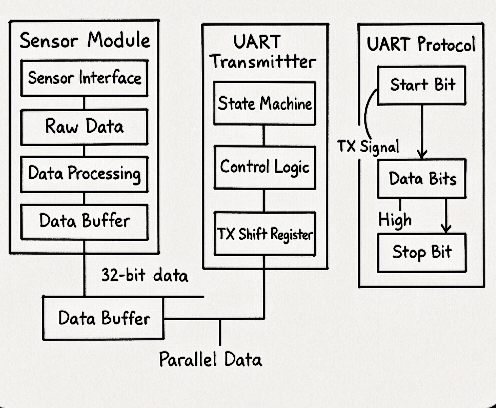 Sensor Module
Sensor Interface
Raw Data
Data Processing
Data Buffer
32-bit data
Data Buffer
Parallel Data
UART
Transmittter
State Machine
Control Logic
TX Shift Register
UART Protocol
Start Bit
TX Signal
Data Bits
High
Stop Bit